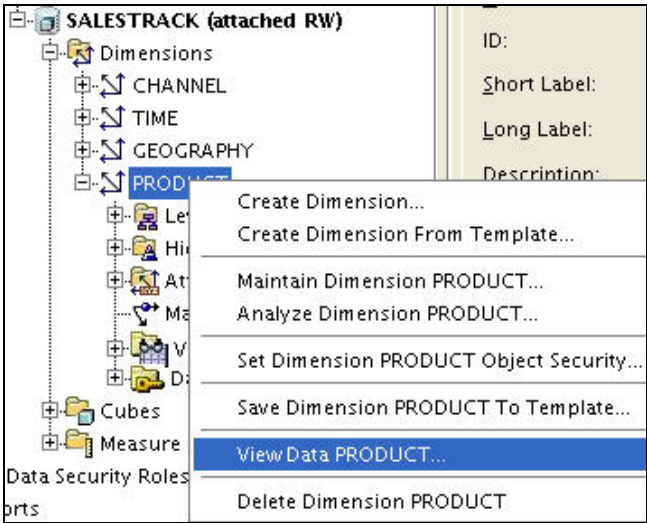 SALESTRACK (attached RW)
Dimensions
CHANNEL
TIME
GEOGRAPHY
PRODUCT
Cubes
Measure
Data Security Roles
ID:
Short Label:
Long Label:
Description:
Create Dimension...
Create Dimension From Template...
Maintain Dimension PRODUCT...
Analyze Dimension PRODUCT...
Set Dimension PRODUCT Object Security...
Save Dimension PRODUCT To Template...
View Data PRODUCT...
Delete Dimension PRODUCT